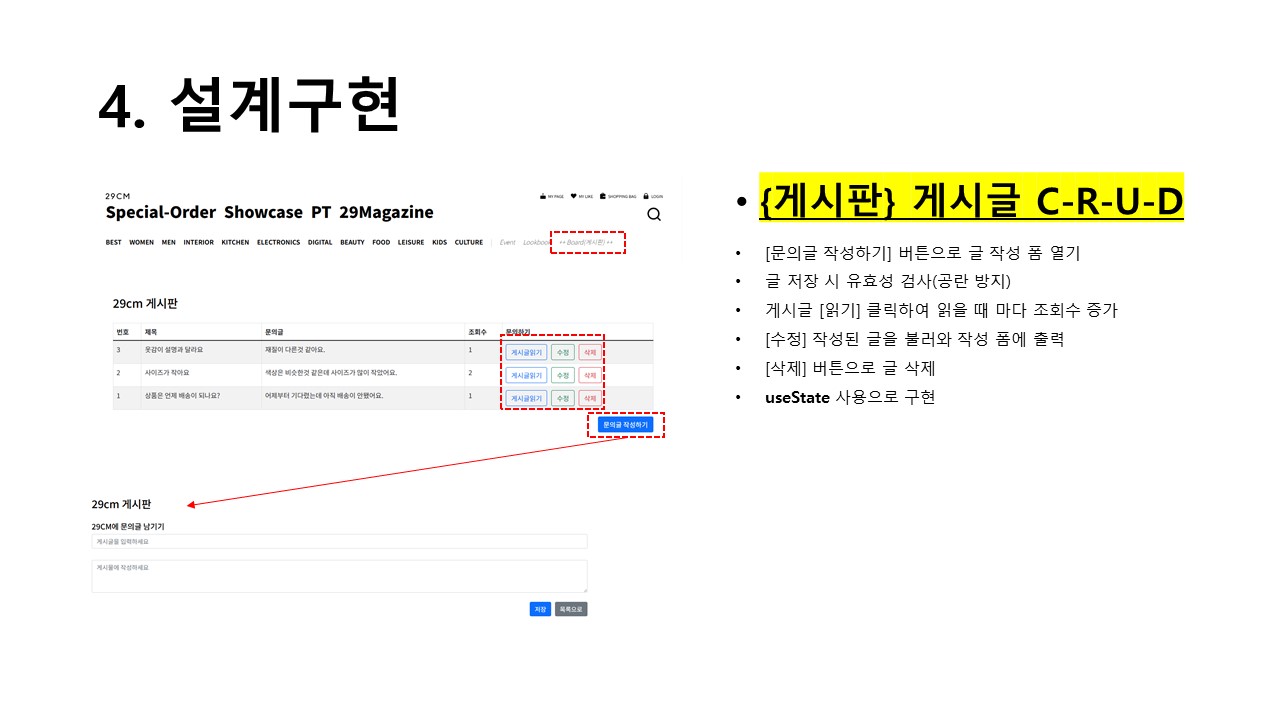 4. 설계구현
29CM
MY PAGE MY LIKE SHOPPING BAG LOGIN
Special-Order Showcase PT 29Magazine
BEST WOMEN MEN INTERIOR KITCHEN ELECTRONICS DIGITAL BEAUTY FOOD LEISURE KIDS CULTURE | Event Lookbook ++ Board(게시판) ++
29cm 게시판
번호 제목 문의글 조회수 문의하기
3 옷감이 설명과 달라요 재질이 다른것 같아요. 1 게시글읽기 수정 삭제
2 사이즈가 작아요 색상은 비슷한것 같은데 사이즈가 많이 작았어요. 2 게시글읽기 수정 삭제
1 상품은 언제 배송이 되나요? 어제부터 기다렸는데 아직 배송이 안됐어요. 1 게시글읽기 수정 삭제
문의글 작성하기
29cm 게시판
29CM에 문의글 남기기
게시글을 입력하세요
게시물에 작성하세요
저장 목록으로
• {게시판} 게시글 C-R-U-D
• [문의글 작성하기] 버튼으로 글 작성 폼 열기
• 글 저장 시 유효성 검사(공란 방지)
• 게시글 [읽기] 클릭하여 읽을 때 마다 조회수 증가
• [수정] 작성된 글을 불러와 작성 폼에 출력
• [삭제] 버튼으로 글 삭제
• useState 사용으로 구현